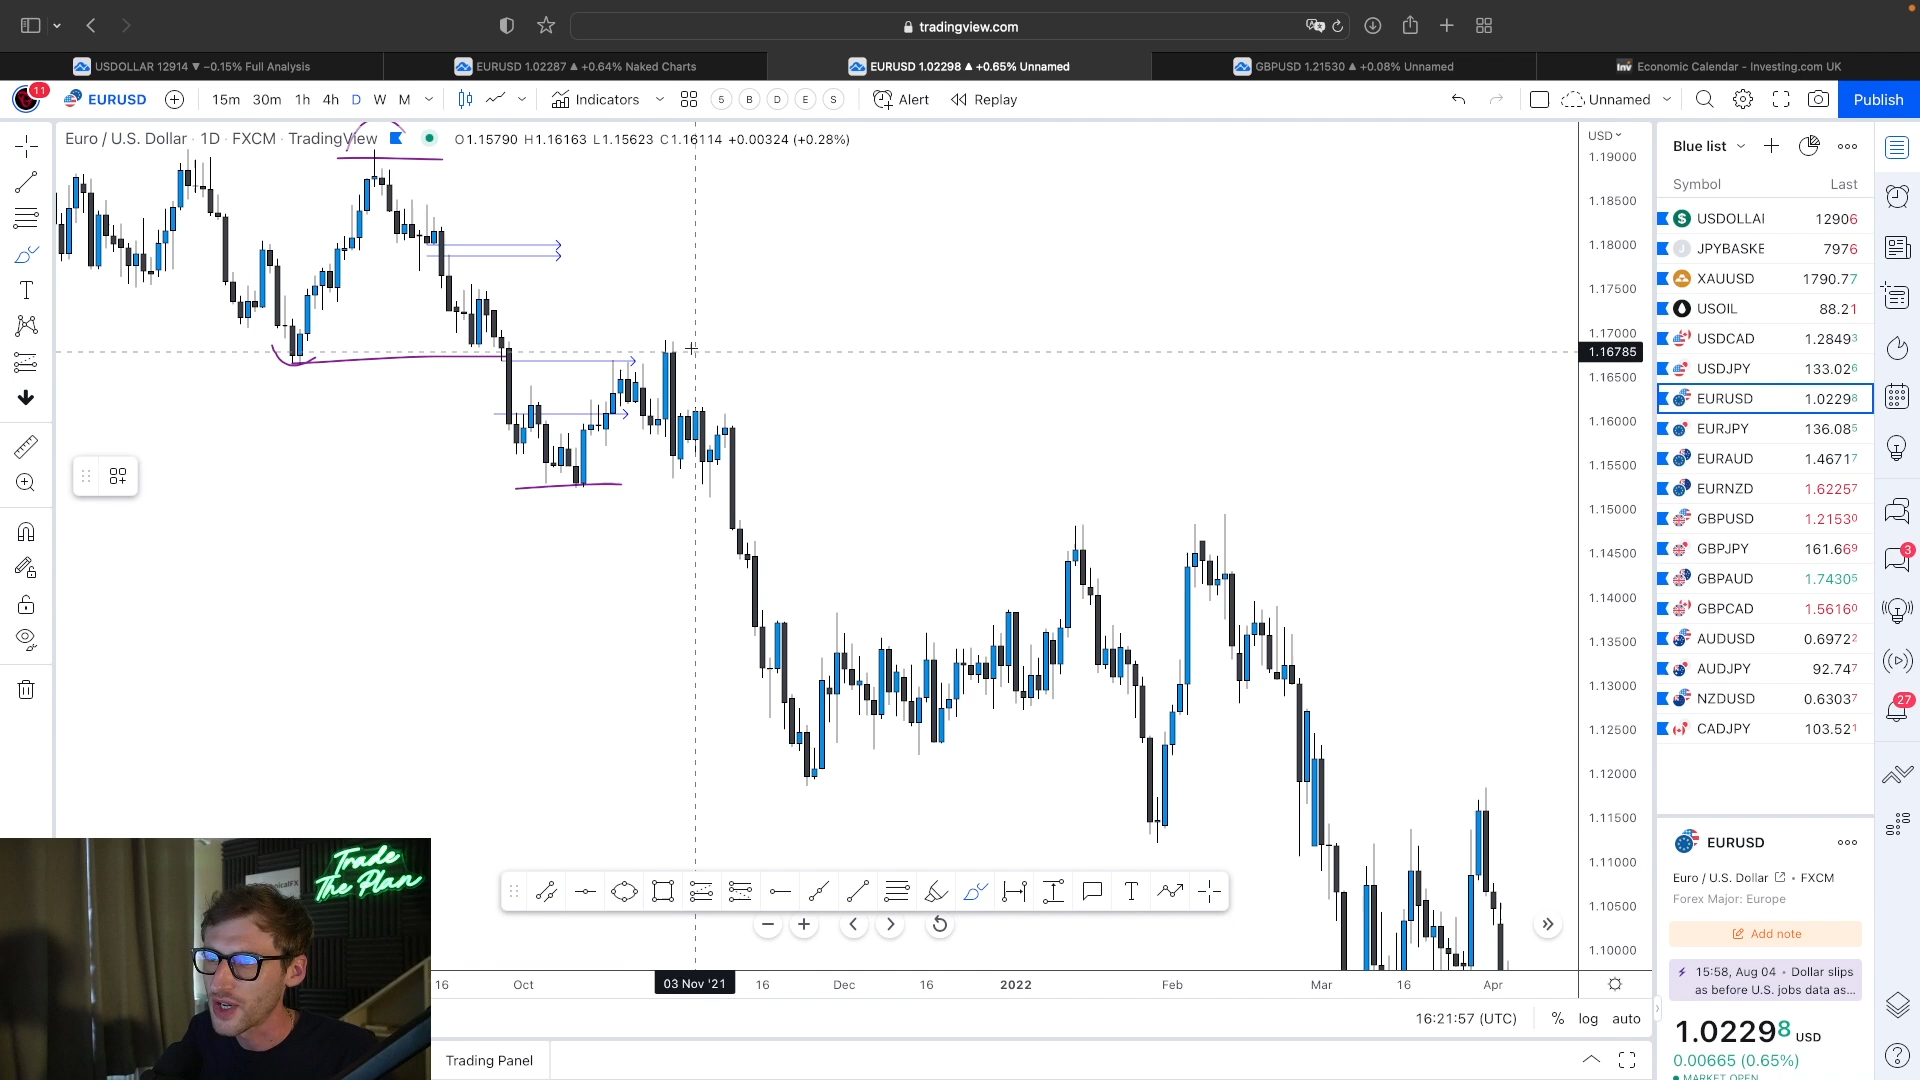 tradingview.com
USDOLLAR 12914 ▼ −0.15% Full Analysis
EURUSD 1.02287 ▲ +0.64% Naked Charts
EURUSD 1.02298 ▲ +0.65% Unnamed
GBPUSD 1.21530 ▲ +0.08% Unnamed
Inv Economic Calendar - Investing.com UK
11
EURUSD
15m 30m 1h 4h D W M
Indicators
S B D E S
Alert
Replay
Unnamed
Publish
Euro / U.S. Dollar · 1D · FXCM · TradingView
O1.15790 H1.16163 L1.15623 C1.16114 +0.00324 (+0.28%)
USD
1.19000
1.18500
1.18000
1.17500
1.17000
1.16785
1.16500
1.16000
1.15500
1.15000
1.14500
1.14000
1.13500
1.13000
1.12500
1.12000
1.11500
1.11000
1.10500
1.10000
Blue list
Symbol Last
USDOLLAI 12906
JPYBASKE 7976
XAUUSD 1790.77
USOIL 88.21
USDCAD 1.28493
USDJPY 133.026
EURUSD 1.02298
EURJPY 136.085
EURAUD 1.46717
EURNZD 1.62257
GBPUSD 1.21530
GBPJPY 161.669
GBPAUD 1.74305
GBPCAD 1.56160
AUDUSD 0.69722
AUDJPY 92.747
NZDUSD 0.63037
CADJPY 103.521
3
27
EURUSD
Euro / U.S. Dollar • FXCM
Forex Major: Europe
Add note
15:58, Aug 04 • Dollar slips
as before U.S. jobs data as...
1.02298 USD
0.00665 (0.65%)
MARKET OPEN
Trade
The Plan
16 Oct 03 Nov '21 16 Dec 16 2022 Feb Mar 16 Apr
16:21:57 (UTC) % log auto
Trading Panel